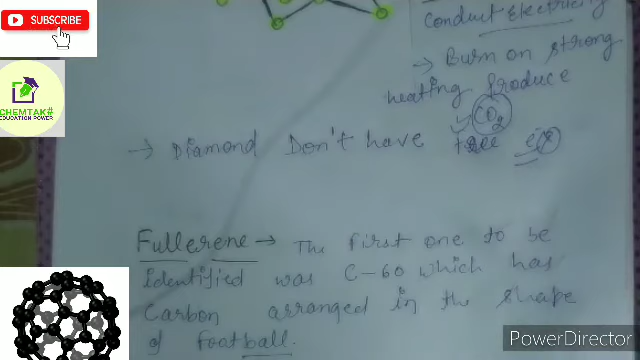 SUBSCRIBE
Conduct Electricity
→ Burn on strong
heating produce
CO2
CHEMTAK#
EDUCATION POWER
→ Diamond Don't have free e⊖
Fullerene → The first one to be
identified was C-60 which has
Carbon arranged in the shape
of football.
PowerDirector